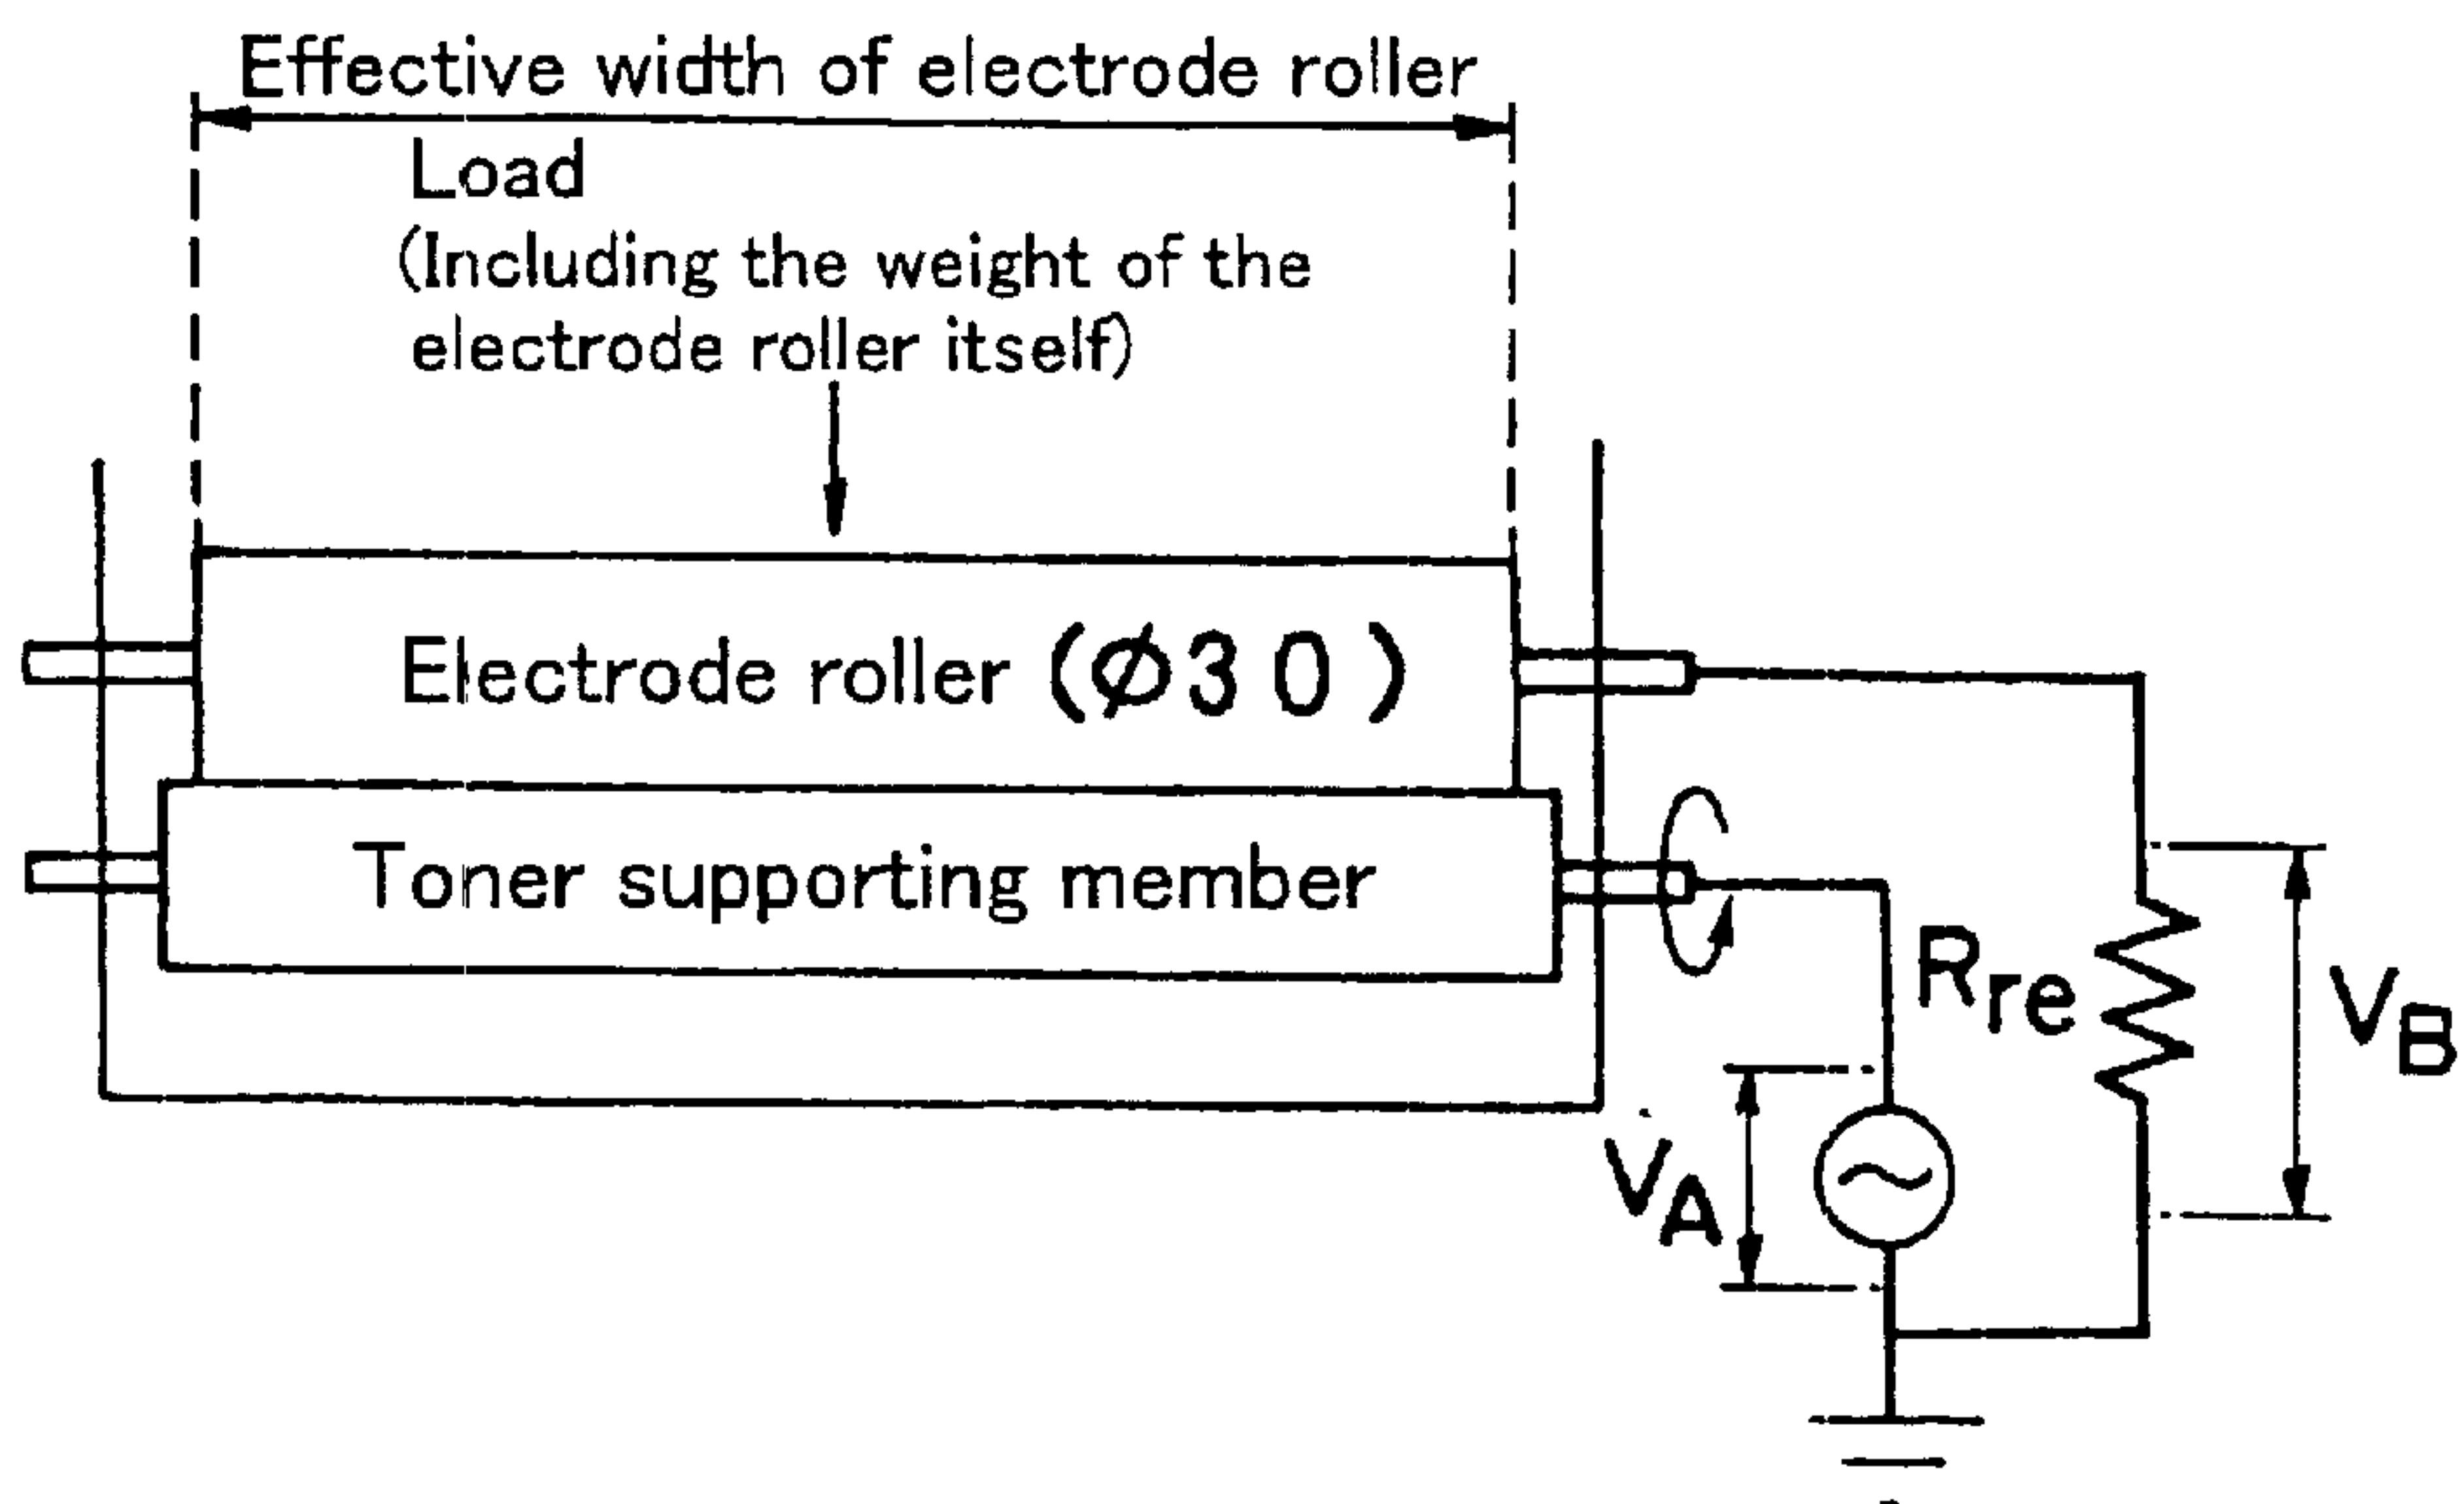 Effective width of electrode roller
Load
(Including the weight of the
electrode roller itself)
Electrode roller (Φ30)
Toner supporting member
Rre
VB
VA